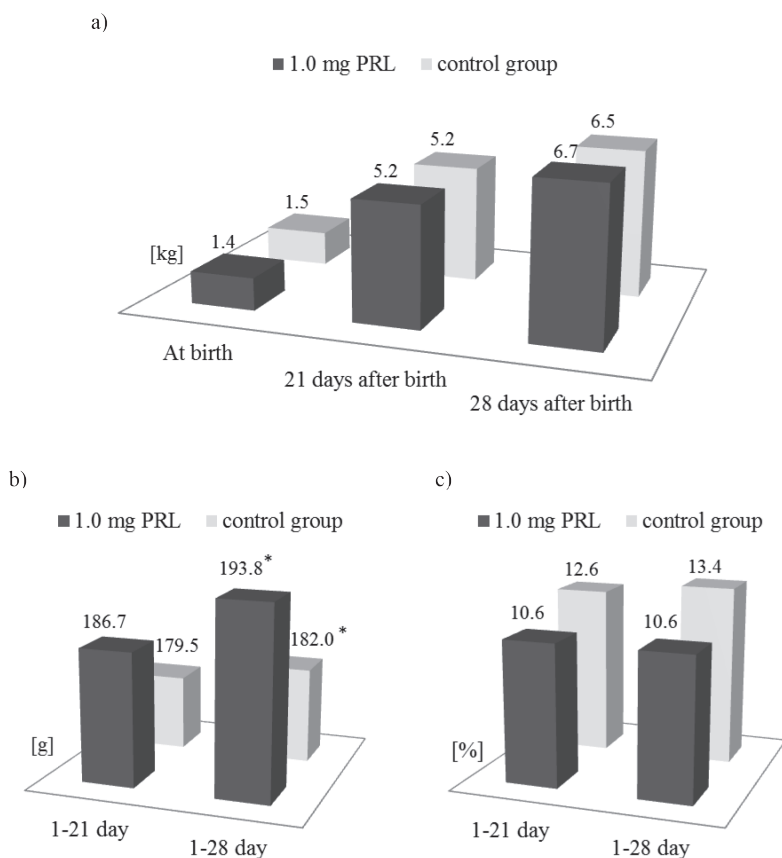 a)
1.0 mg PRL control group
6.5
5.2
6.7
5.2
1.5
1.4
[kg]
At birth
21 days after birth
28 days after birth
b)
1.0 mg PRL control group
193.8*
186.7
179.5
182.0*
[g]
1-21 day
1-28 day
c)
1.0 mg PRL control group
12.6
13.4
10.6
10.6
[%]
1-21 day
1-28 day